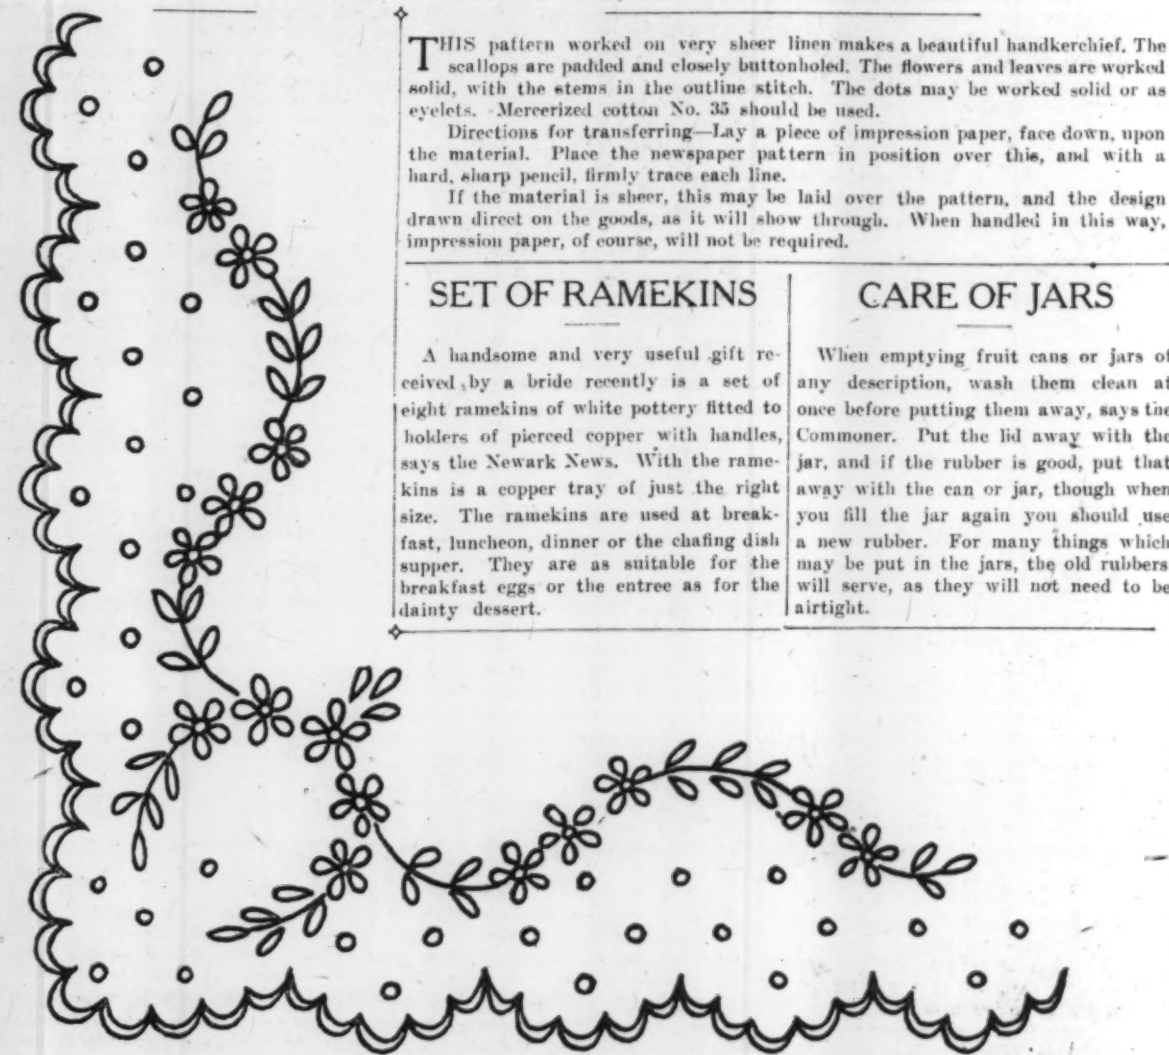 THIS pattern worked on very sheer linen makes a beautiful handkerchief. The
scallops are padded and closely buttonholed. The flowers and leaves are worked
solid, with the stems in the outline stitch. The dots may be worked solid or as
eyelets. Mercerized cotton No. 35 should be used.
Directions for transferring—Lay a piece of impression paper, face down, upon
the material. Place the newspaper pattern in position over this, and with a
hard, sharp pencil, firmly trace each line.
If the material is sheer, this may be laid over the pattern, and the design
drawn direct on the goods, as it will show through. When handled in this way,
impression paper, of course, will not be required.
SET OF RAMEKINS
A handsome and very useful gift re-
ceived by a bride recently is a set of
eight ramekins of white pottery fitted to
holders of pierced copper with handles,
says the Newark News. With the rame-
kins is a copper tray of just the right
size. The ramekins are used at break-
fast, luncheon, dinner or the chafing dish
supper. They are as suitable for the
breakfast eggs or the entree as for the
dainty dessert.
CARE OF JARS
When emptying fruit cans or jars of
any description, wash them clean at
once before putting them away, says the
Commoner. Put the lid away with the
jar, and if the rubber is good, put that
away with the can or jar, though when
you fill the jar again you should use
a new rubber. For many things which
may be put in the jars, the old rubbers
will serve, as they will not need to be
airtight.